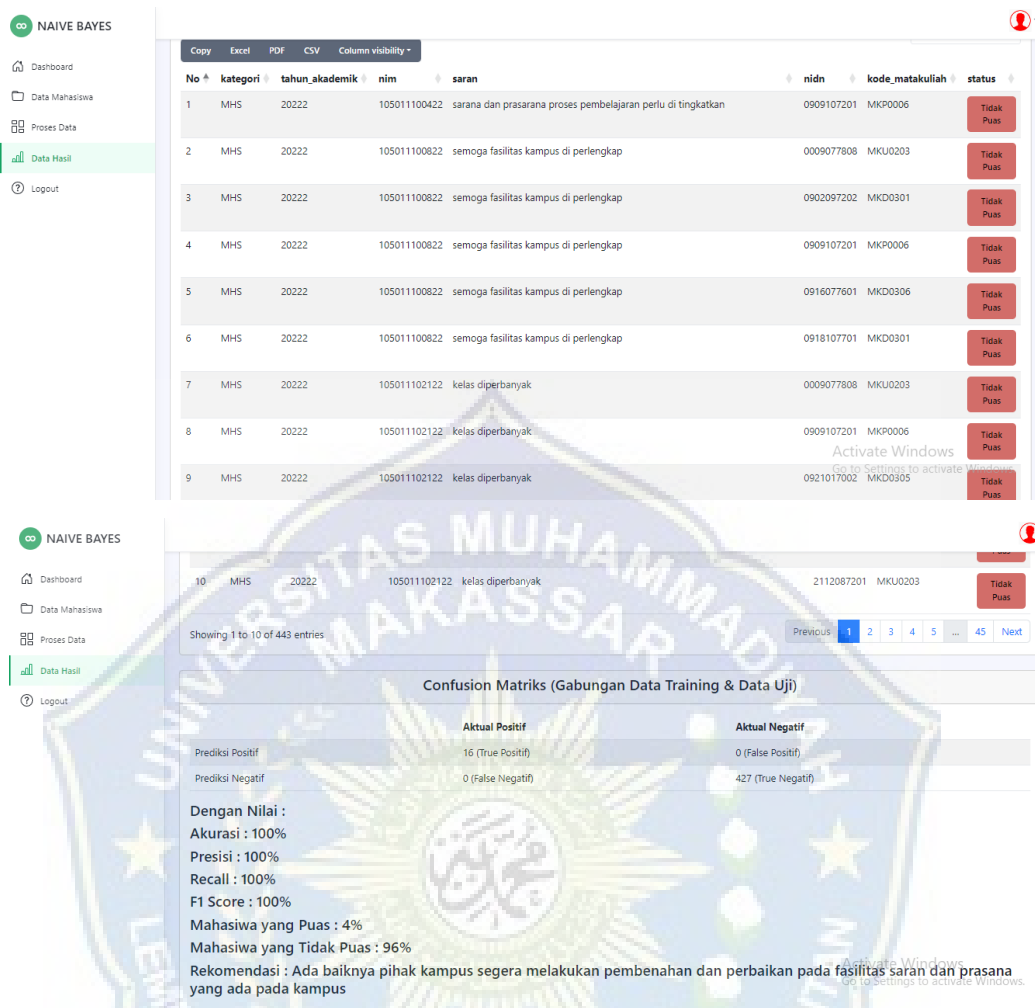 NAIVE BAYES
Dashboard
Data Mahasiswa
Proses Data
Data Hasil
Logout
Copy Excel PDF CSV Column visibility
No kategori tahun_akademik nim saran nidn kode_matakuliah status
1 MHS 20222 105011100422 sarana dan prasarana proses pembelajaran perlu di tingkatkan 0909107201 MKP0006 Tidak Puas
2 MHS 20222 105011100822 semoga fasilitas kampus di perlengkap 0009077808 MKU0203 Tidak Puas
3 MHS 20222 105011100822 semoga fasilitas kampus di perlengkap 0902097202 MKD0301 Tidak Puas
4 MHS 20222 105011100822 semoga fasilitas kampus di perlengkap 0909107201 MKP0006 Tidak Puas
5 MHS 20222 105011100822 semoga fasilitas kampus di perlengkap 0916077601 MKD0306 Tidak Puas
6 MHS 20222 105011100822 semoga fasilitas kampus di perlengkap 0918107701 MKD0301 Tidak Puas
7 MHS 20222 105011102122 kelas diperbanyak 0009077808 MKU0203 Tidak Puas
8 MHS 20222 105011102122 kelas diperbanyak 0909107201 MKP0006 Tidak Puas
9 MHS 20222 105011102122 kelas diperbanyak 0921017002 MKD0305 Tidak Puas
Activate Windows
Go to Settings to activate Windows.
NAIVE BAYES
Dashboard
Data Mahasiswa
Proses Data
Data Hasil
Logout
10 MHS 20222 105011102122 kelas diperbanyak 2112087201 MKU0203 Tidak Puas
Showing 1 to 10 of 443 entries
Previous 1 2 3 4 5 ... 45 Next
Confusion Matriks (Gabungan Data Training & Data Uji)
Aktual Positif Aktual Negatif
Prediksi Positif 16 (True Positif) 0 (False Positif)
Prediksi Negatif 0 (False Negatif) 427 (True Negatif)
Dengan Nilai :
Akurasi : 100%
Presisi : 100%
Recall : 100%
F1 Score : 100%
Mahasiwa yang Puas : 4%
Mahasiwa yang Tidak Puas : 96%
Rekomendasi : Ada baiknya pihak kampus segera melakukan pembenahan dan perbaikan pada fasilitas saran dan prasana
yang ada pada kampus
Activate Windows
Go to Settings to activate Windows.
MUHAMMADIYAH
MAKASSAR